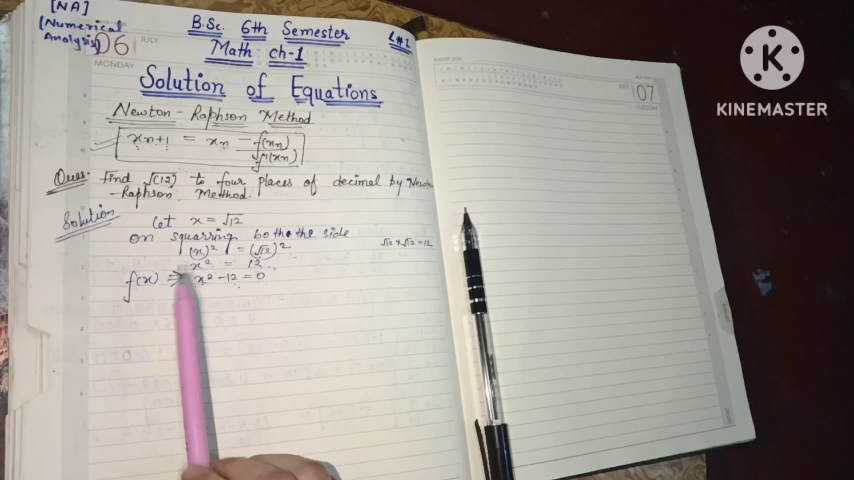 [NA]
[Numerical
Analysis]
06 JULY
MONDAY
B.Sc. 6th Semester
Math ch-1
L#1
Solution of Equations
Newton-Raphson Method
xn+1 = xn - f(xn)
f'(xn)
Ques. Find √(12) to four places of decimal by Newton
-Raphson Method.
Solution
let x = √12
on squarring both the side
(x)² = (√12)²
√12 x √12 = 12
x² = 12
f(x) => x² - 12 = 0
07
KINEMASTER